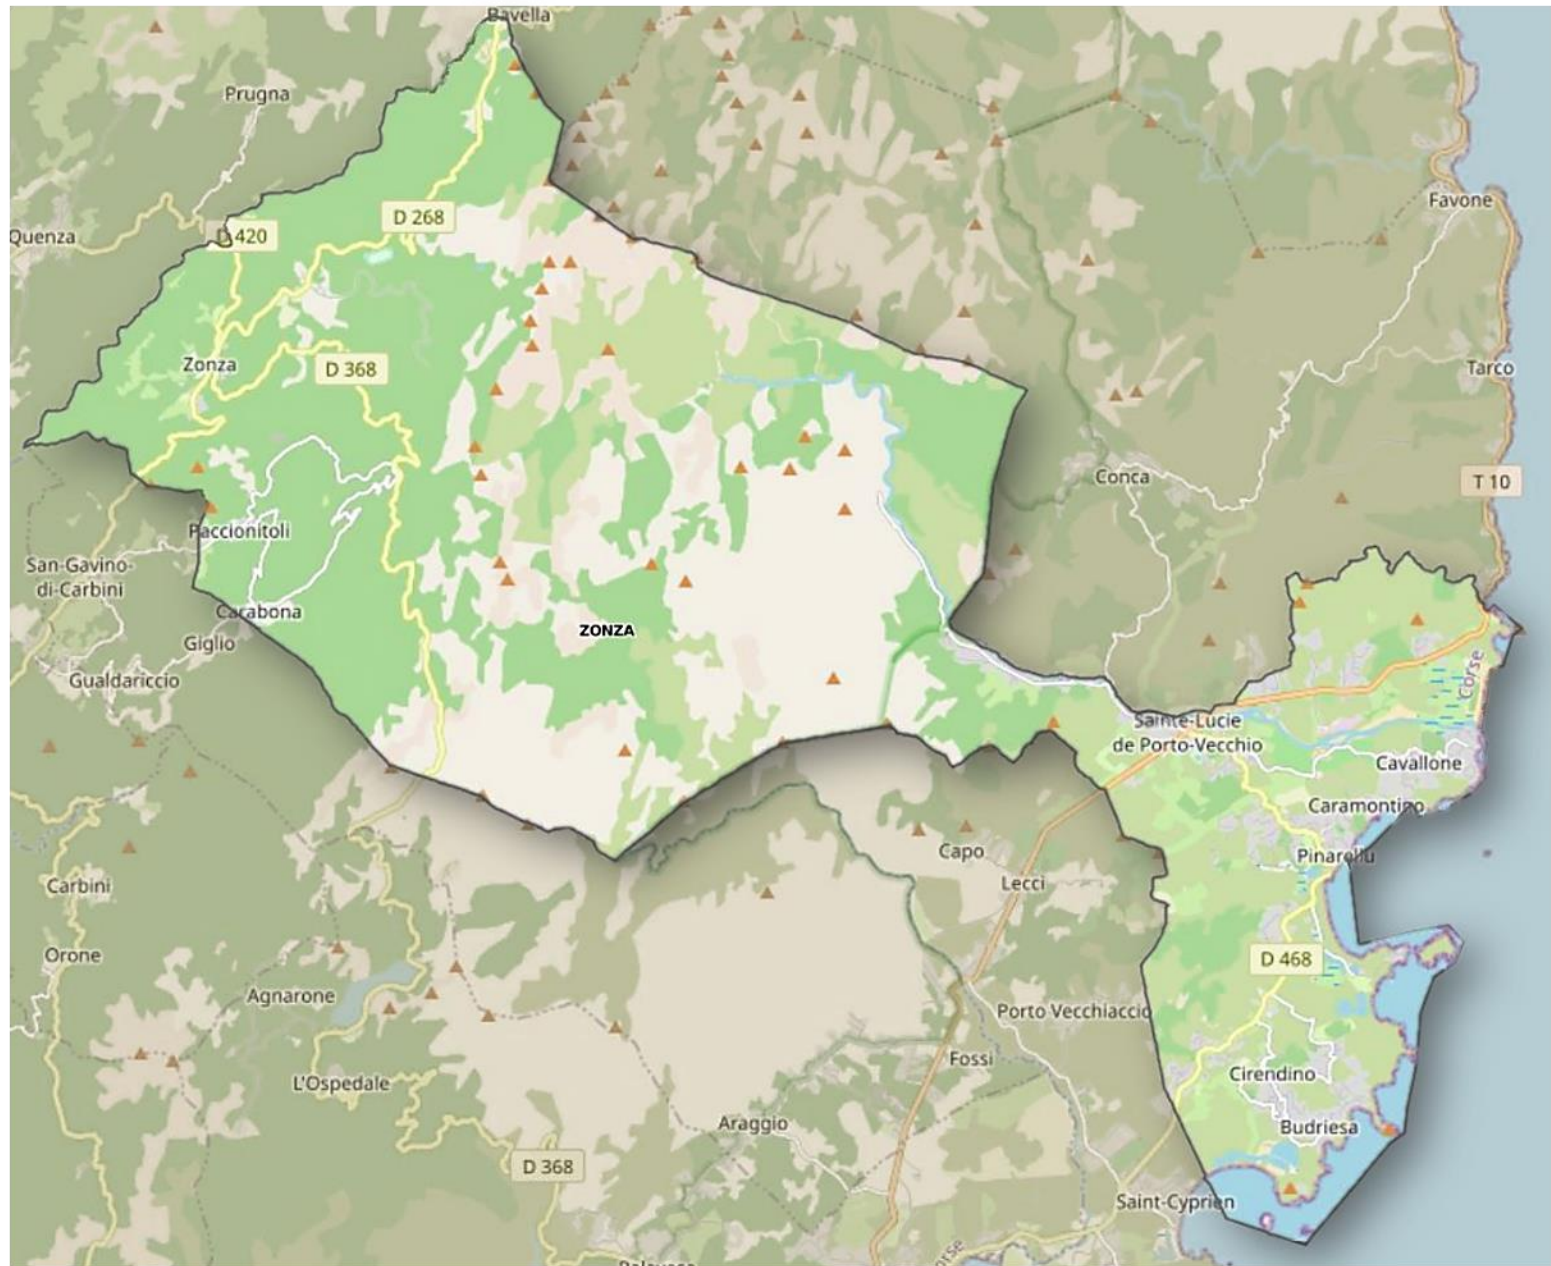 Bavella
Prugna
Favone
D 268
D 420
Quenza
Zonza
D 368
Tarco
Conca
T 10
Paccionitoli
San-Gavino-
di-Carbini
Carabona
Giglio
ZONZA
Gualdariccio
Corse
Sainte-Lucie
de Porto-Vecchio
Cavallone
Caramontino
Capo
Pinarellu
Lecci
Carbini
Orone
D 468
Agnarone
Porto Vecchiaccio
Fossi
Cirendino
L'Ospedale
Araggio
Budriesa
D 368
Saint-Cyprien